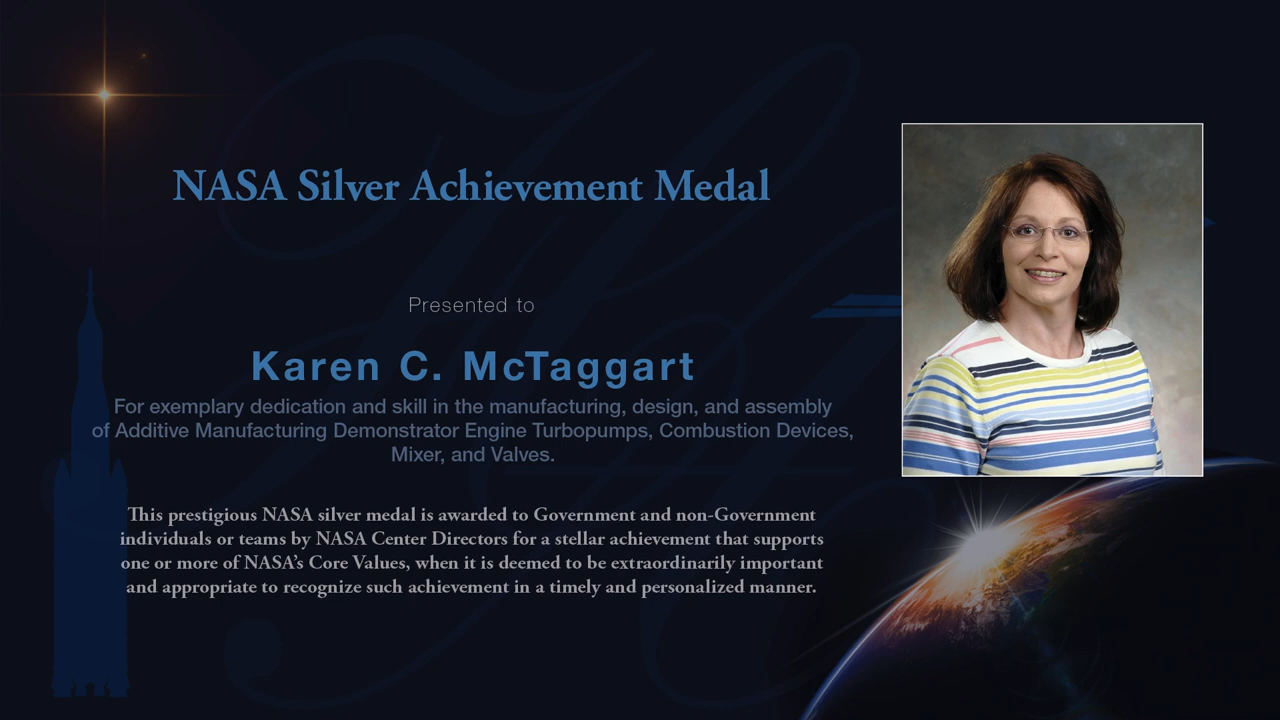 NASA Silver Achievement Medal
Presented to
Karen C. McTaggart
For exemplary dedication and skill in the manufacturing, design, and assembly
of Additive Manufacturing Demonstrator Engine Turbopumps, Combustion Devices,
Mixer, and Valves.
This prestigious NASA silver medal is awarded to Government and non-Government
individuals or teams by NASA Center Directors for a stellar achievement that supports
one or more of NASA’s Core Values, when it is deemed to be extraordinarily important
and appropriate to recognize such achievement in a timely and personalized manner.